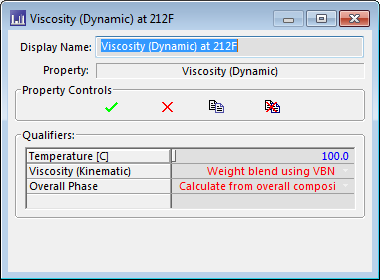 Viscosity (Dynamic) at 212F
Display Name: Viscosity (Dynamic) at 212F
Property: Viscosity (Dynamic)
Property Controls
Qualifiers:
Temperature [C] 100.0
Viscosity (Kinematic) Weight blend using VBN
Overall Phase Calculate from overall composi